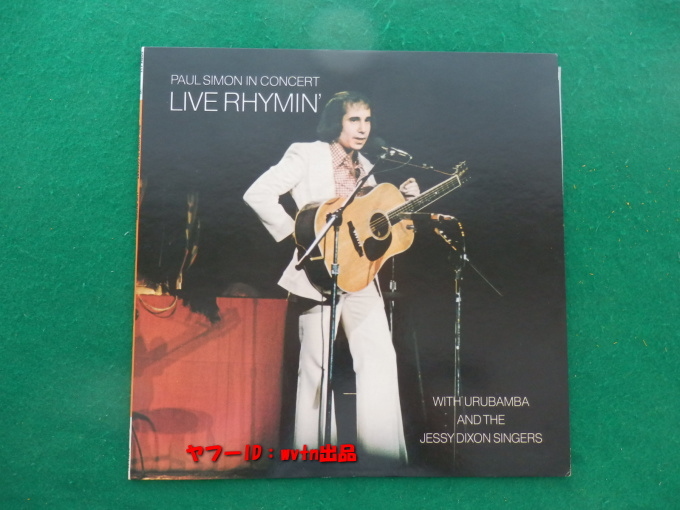 PAUL SIMON IN CONCERT
LIVE RHYMIN'
WITH URUBAMBA
AND THE
JESSY DIXON SINGERS
ヤフーID：mvtn出品